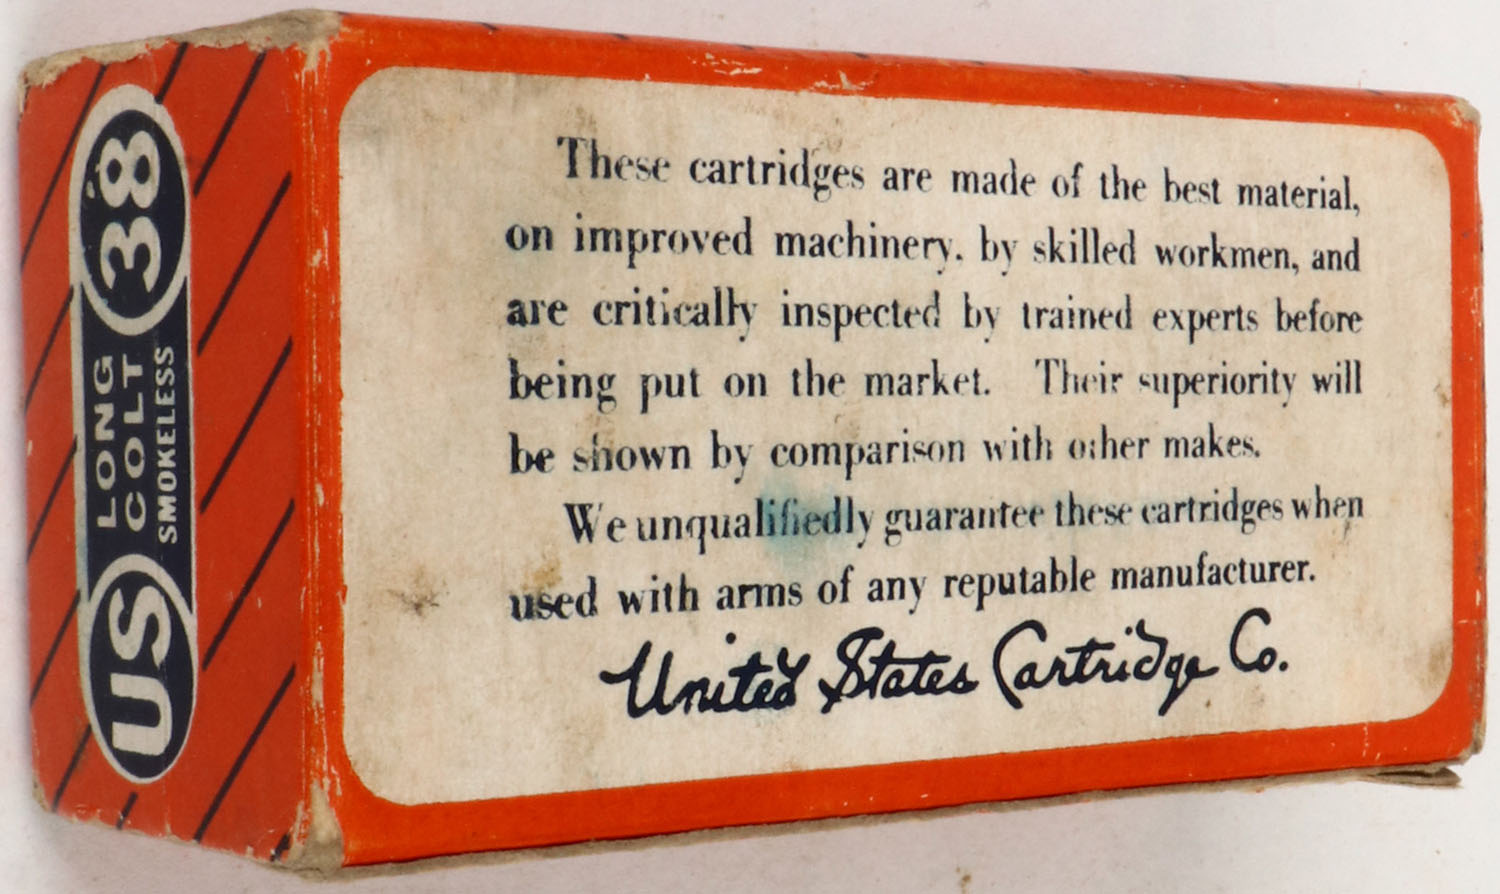 These cartridges are made of the best material,
on improved machinery, by skilled workmen, and
are critically inspected by trained experts before
being put on the market. Their superiority will
be shown by comparison with other makes.
We unqualifiedly guarantee these cartridges when
used with arms of any reputable manufacturer.
United States Cartridge Co.
US
LONG
COLT
SMOKELESS
38